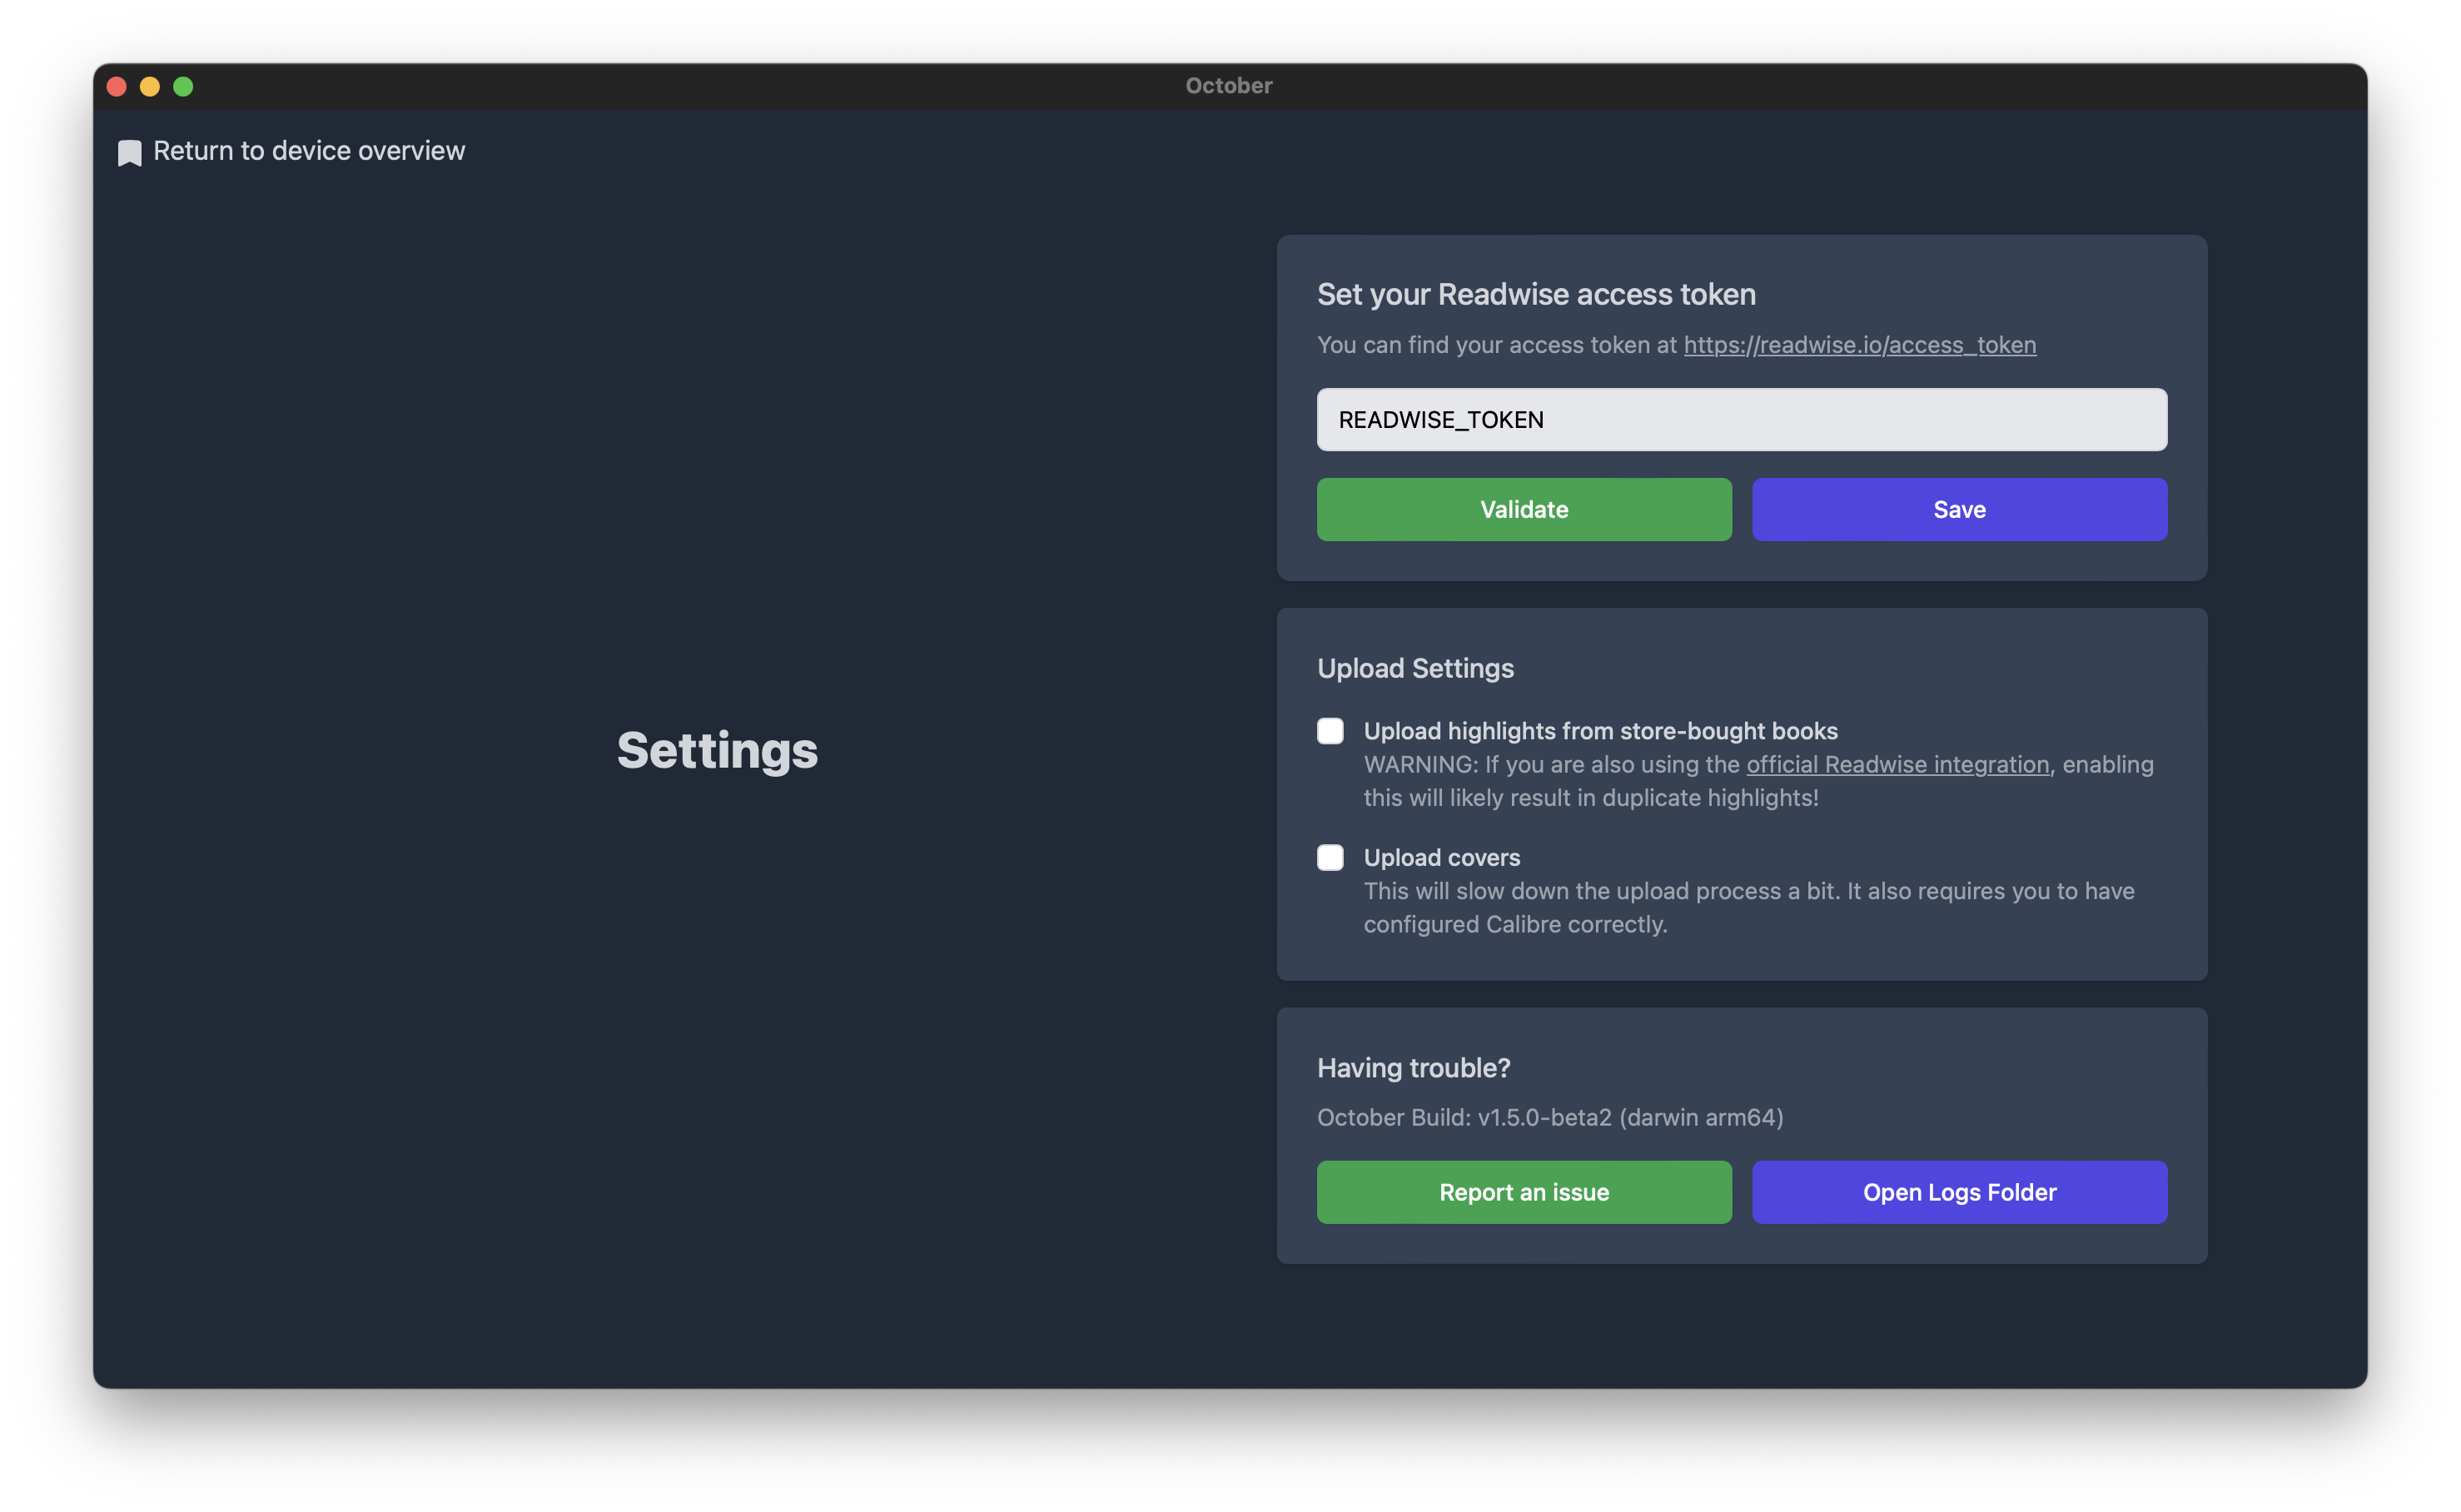 October
Return to device overview
Settings
Set your Readwise access token
You can find your access token at https://readwise.io/access_token
READWISE_TOKEN
Validate
Save
Upload Settings
Upload highlights from store-bought books
WARNING: If you are also using the official Readwise integration, enabling
this will likely result in duplicate highlights!
Upload covers
This will slow down the upload process a bit. It also requires you to have
configured Calibre correctly.
Having trouble?
October Build: v1.5.0-beta2 (darwin arm64)
Report an issue
Open Logs Folder